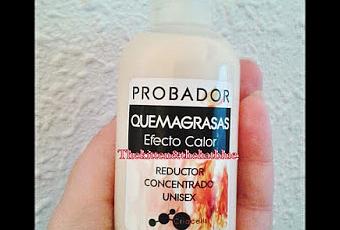 PROBADOR
QUEMAGRASAS
Efecto Calor
REDUCTOR
CONCENTRADO
UNISEX